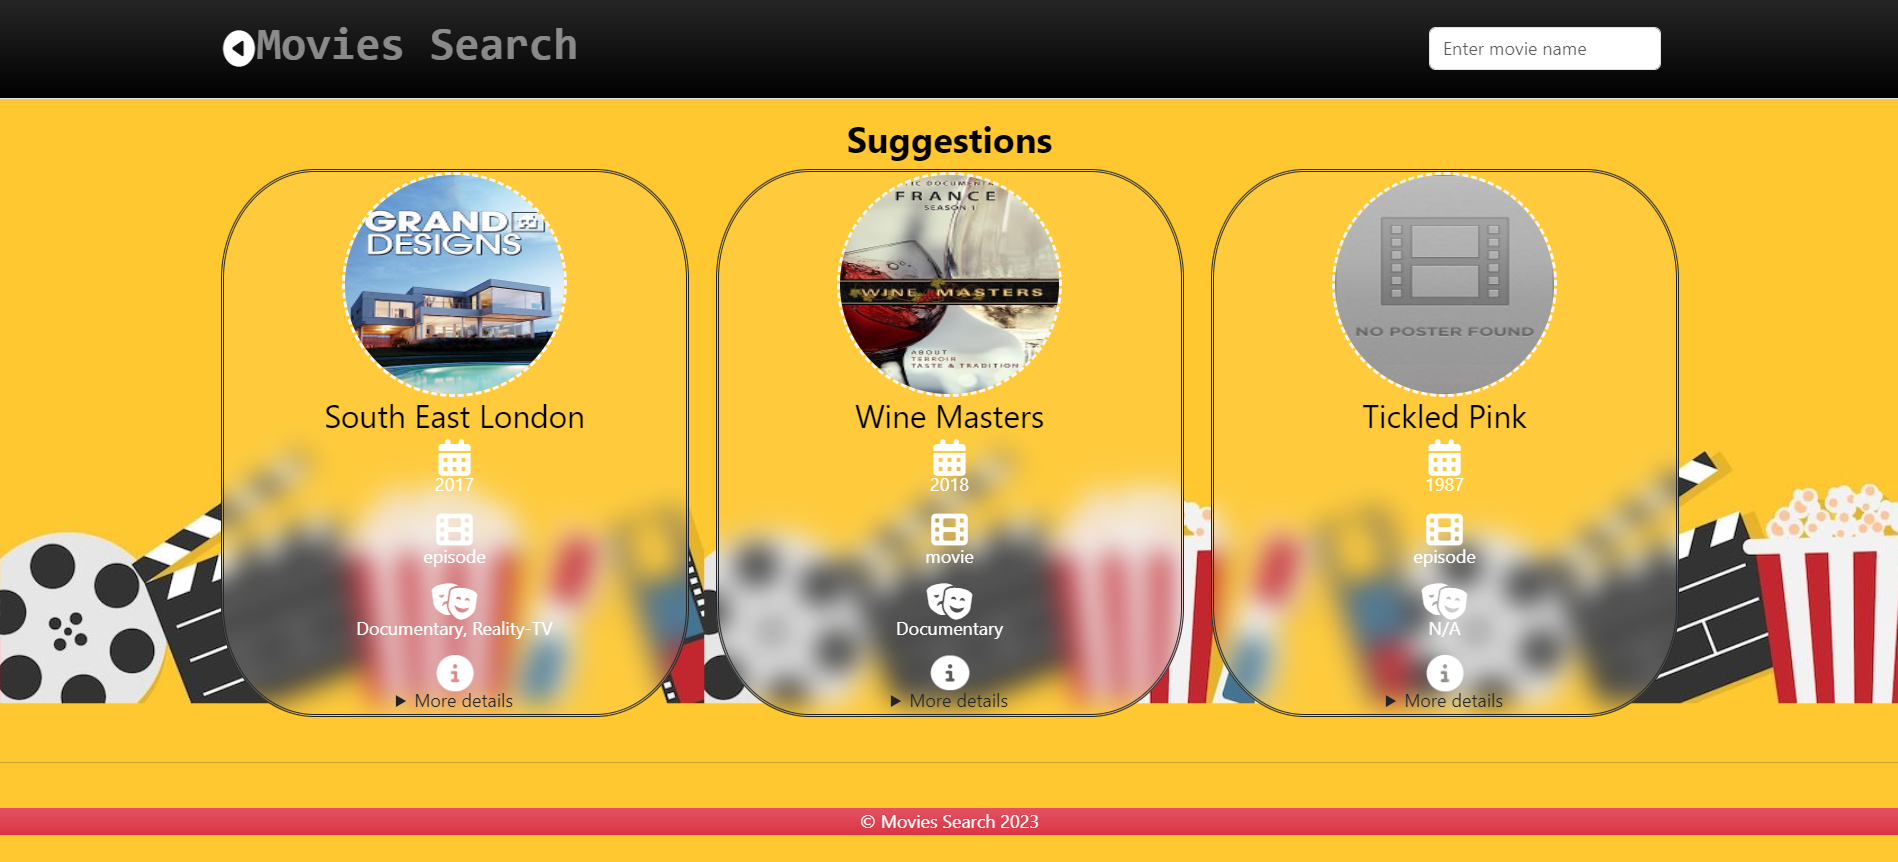 Movies Search
Enter movie name
Suggestions
GRAND
DESIGNS
South East London
2017
episode
Documentary, Reality-TV
More details
FRANCE
SEASON 1
WINE MASTERS
ABOUT
TERROIR
TASTE & TRADITION
Wine Masters
2018
movie
Documentary
More details
NO POSTER FOUND
Tickled Pink
1987
episode
N/A
More details
© Movies Search 2023